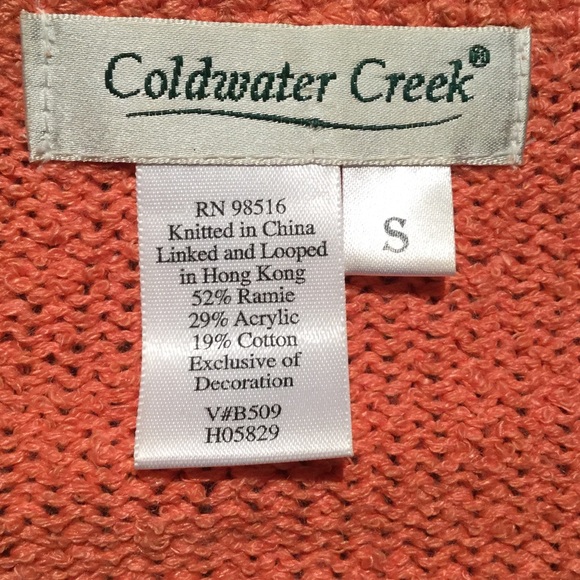 Coldwater Creek®
RN 98516
Knitted in China
Linked and Looped
in Hong Kong
52% Ramie
29% Acrylic
19% Cotton
Exclusive of
Decoration
V#B509
H05829
S